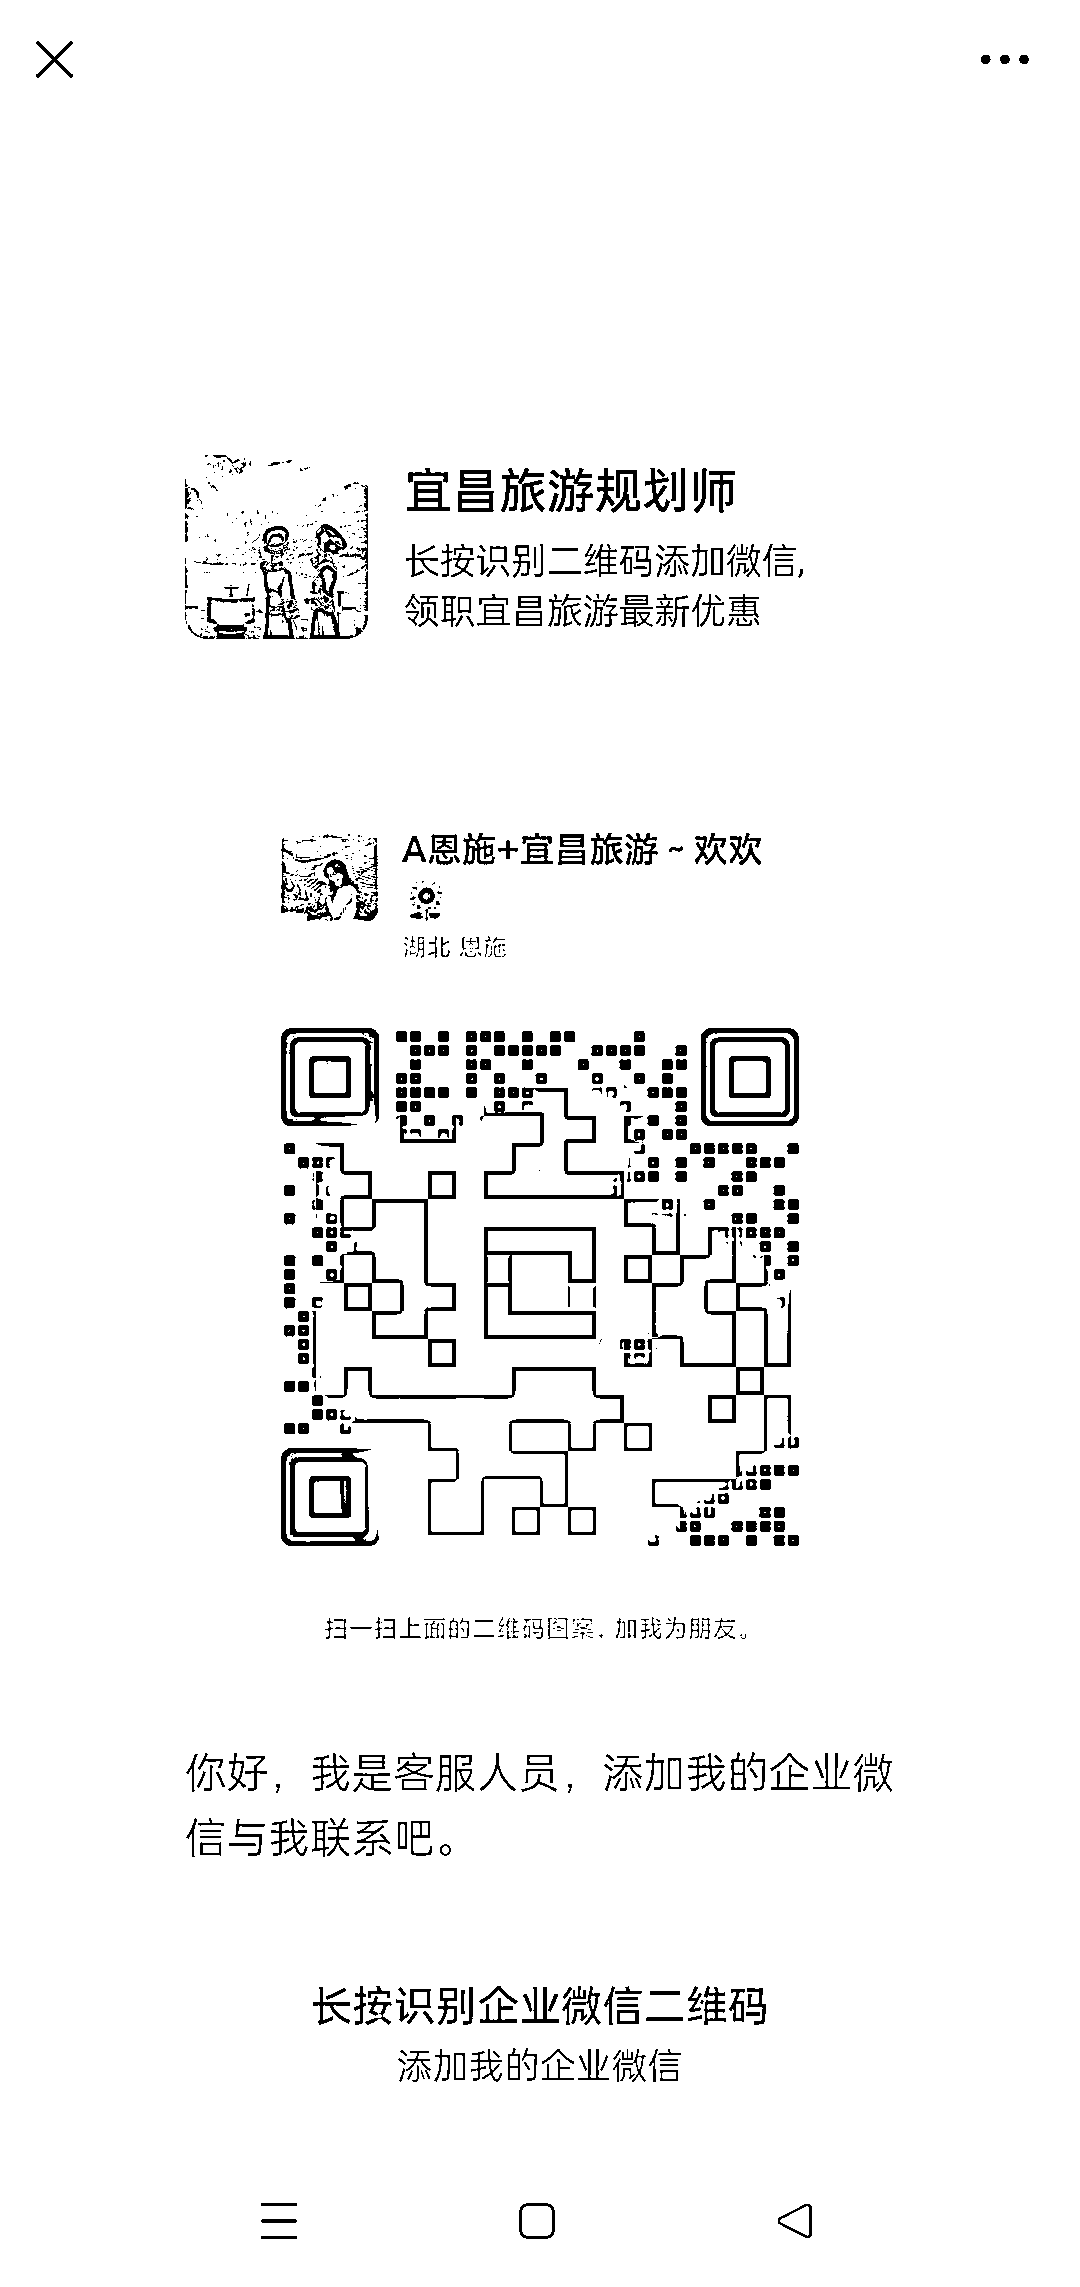 宜昌旅游规划师
长按识别二维码添加微信,
领职宜昌旅游最新优惠
A恩施+宜昌旅游~欢欢
湖北 恩施
扫一扫上面的二维码图案，加我为朋友。
你好，我是客服人员，添加我的企业微
信与我联系吧。
长按识别企业微信二维码
添加我的企业微信